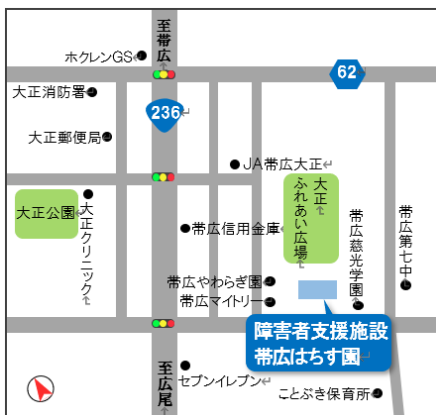 至帯広
ホクレンGS
62
大正消防署
236
大正郵便局
JA帯広大正
大正
ふれあい広場
大正公園
大正クリニック
帯広信用金庫
帯広慈光学園
帯広第七中
帯広やわらぎ園
帯広マイトリー
障害者支援施設
帯広はちす園
至広尾
セブンイレブン
ことぶき保育所